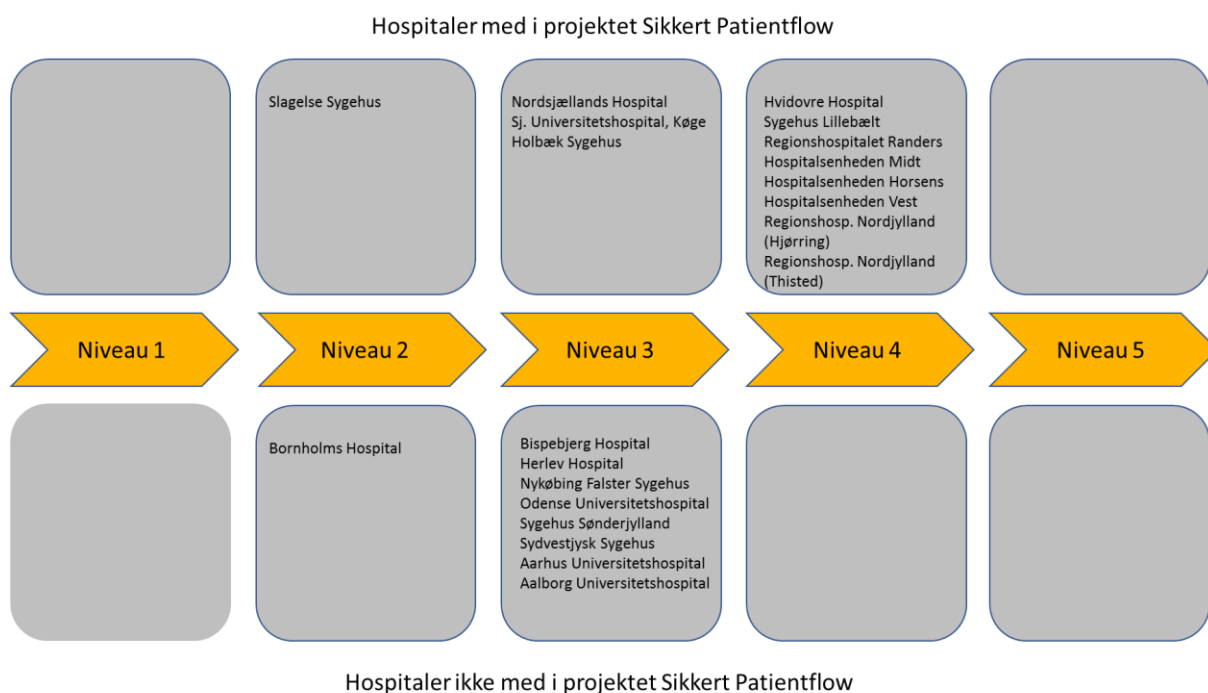 Hospitaler med i projektet Sikkert Patientflow
Slagelse Sygehus
Nordsjællands Hospital
Sj. Universitetshospital, Køge
Holbæk Sygehus
Hvidovre Hospital
Sygehus Lillebælt
Regionshospitalet Randers
Hospitalsenheden Midt
Hospitalsenheden Horsens
Hospitalsenheden Vest
Regionshosp. Nordjylland
(Hjørring)
Regionshosp. Nordjylland
(Thisted)
Niveau 1
Niveau 2
Niveau 3
Niveau 4
Niveau 5
Bornholms Hospital
Bispebjerg Hospital
Herlev Hospital
Nykøbing Falster Sygehus
Odense Universitetshospital
Sygehus Sønderjylland
Sydvestjysk Sygehus
Aarhus Universitetshospital
Aalborg Universitetshospital
Hospitaler ikke med i projektet Sikkert Patientflow